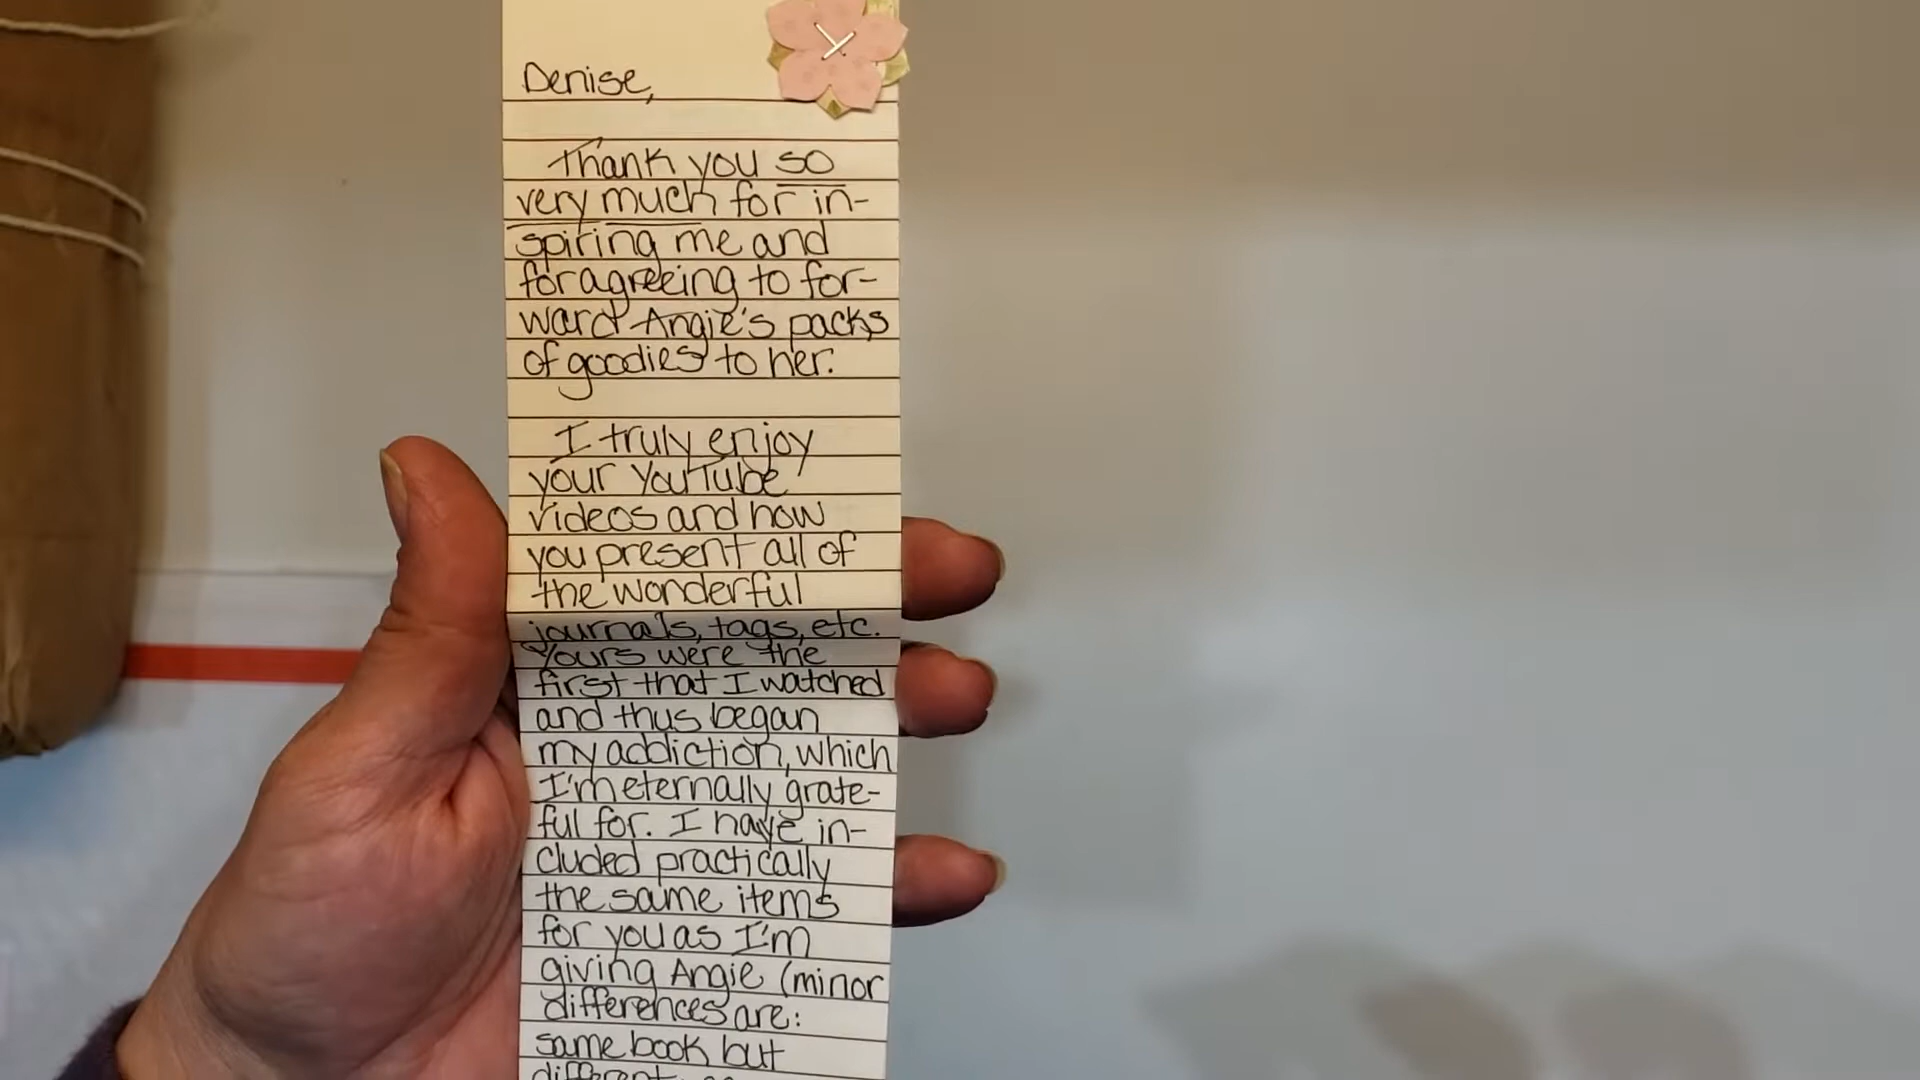 Denise,
Thank you so
very much for in-
spiring me and
for agreeing to for-
ward Angie's packs
of goodies to her.
I truly enjoy
your YouTube
videos and how
you present all of
the wonderful
journals, tags, etc.
Yours were the
first that I watched
and thus began
my addiction, which
I'm eternally grate-
ful for. I have in-
cluded practically
the same items
for you as I'm
giving Angie (minor
differences are:
same book but
different